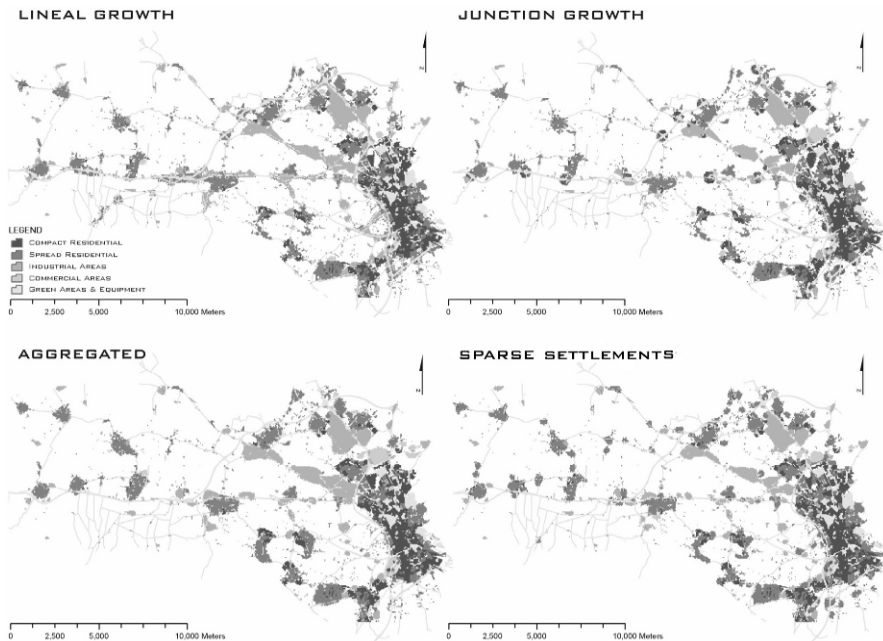 LINEAL GROWTH
N
LEGEND
COMPACT RESIDENTIAL
SPREAD RESIDENTIAL
INDUSTRIAL AREAS
COMMERCIAL AREAS
GREEN AREAS & EQUIPMENT
0 2,500 5,000 10,000 Meters
JUNCTION GROWTH
N
0 2,500 5,000 10,000 Meters
AGGREGATED
N
0 2,500 5,000 10,000 Meters
SPARSE SETTLEMENTS
N
0 2,500 5,000 10,000 Meters